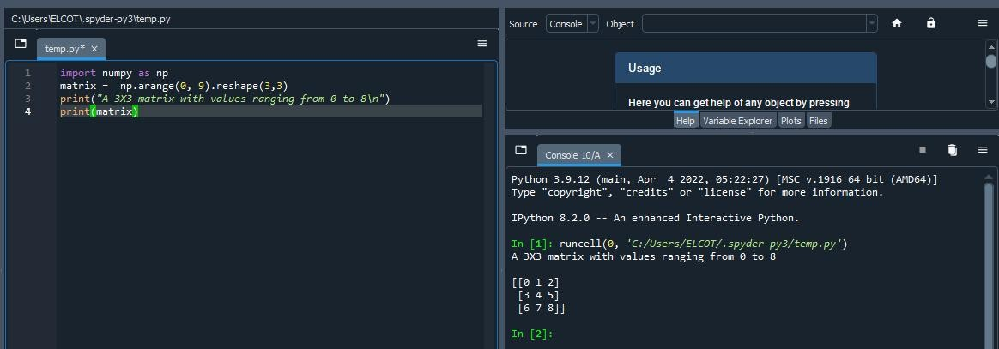 C:\Users\ELCOT\.spyder-py3\temp.py
temp.py*
1 import numpy as np
2 matrix =  np.arange(0, 9).reshape(3,3)
3 print("A 3X3 matrix with values ranging from 0 to 8\n")
4 print(matrix)
Source Console Object
Usage
Here you can get help of any object by pressing
Help Variable Explorer Plots Files
Console 10/A
Python 3.9.12 (main, Apr  4 2022, 05:22:27) [MSC v.1916 64 bit (AMD64)]
Type "copyright", "credits" or "license" for more information.
IPython 8.2.0 -- An enhanced Interactive Python.
In [1]: runcell(0, 'C:/Users/ELCOT/.spyder-py3/temp.py')
A 3X3 matrix with values ranging from 0 to 8
[[0 1 2]
 [3 4 5]
 [6 7 8]]
In [2]: